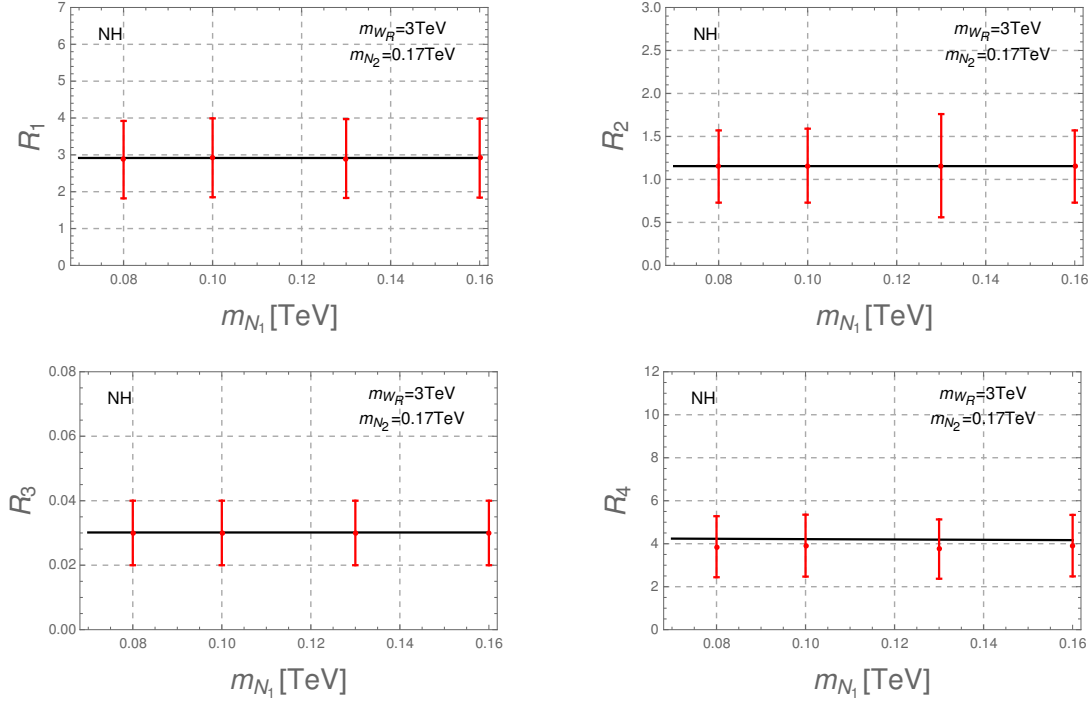 NH
m_{W_R}=3TeV
m_{N_2}=0.17TeV
R_1
7
6
5
4
3
2
1
0
0.08 0.10 0.12 0.14 0.16
m_{N_1}[TeV]
NH
m_{W_R}=3TeV
m_{N_2}=0.17TeV
R_2
3.0
2.5
2.0
1.5
1.0
0.5
0.0
0.08 0.10 0.12 0.14 0.16
m_{N_1}[TeV]
NH
m_{W_R}=3TeV
m_{N_2}=0.17TeV
R_3
0.08
0.06
0.04
0.02
0.00
0.08 0.10 0.12 0.14 0.16
m_{N_1}[TeV]
NH
m_{W_R}=3TeV
m_{N_2}=0.17TeV
R_4
12
10
8
6
4
2
0
0.08 0.10 0.12 0.14 0.16
m_{N_1}[TeV]